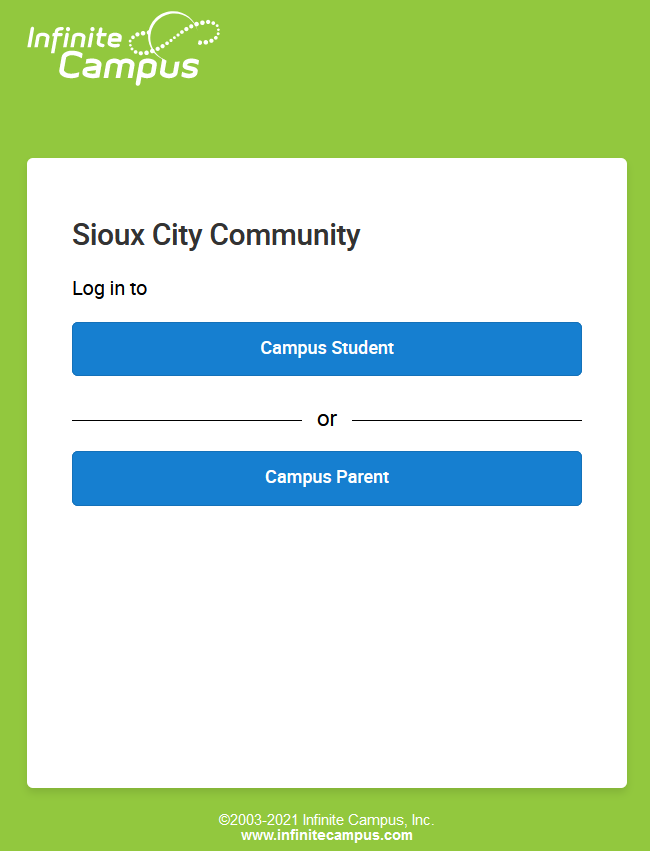 Infinite
Campus
Sioux City Community
Log in to
Campus Student
or
Campus Parent
©2003-2021 Infinite Campus, Inc.
www.infinitecampus.com